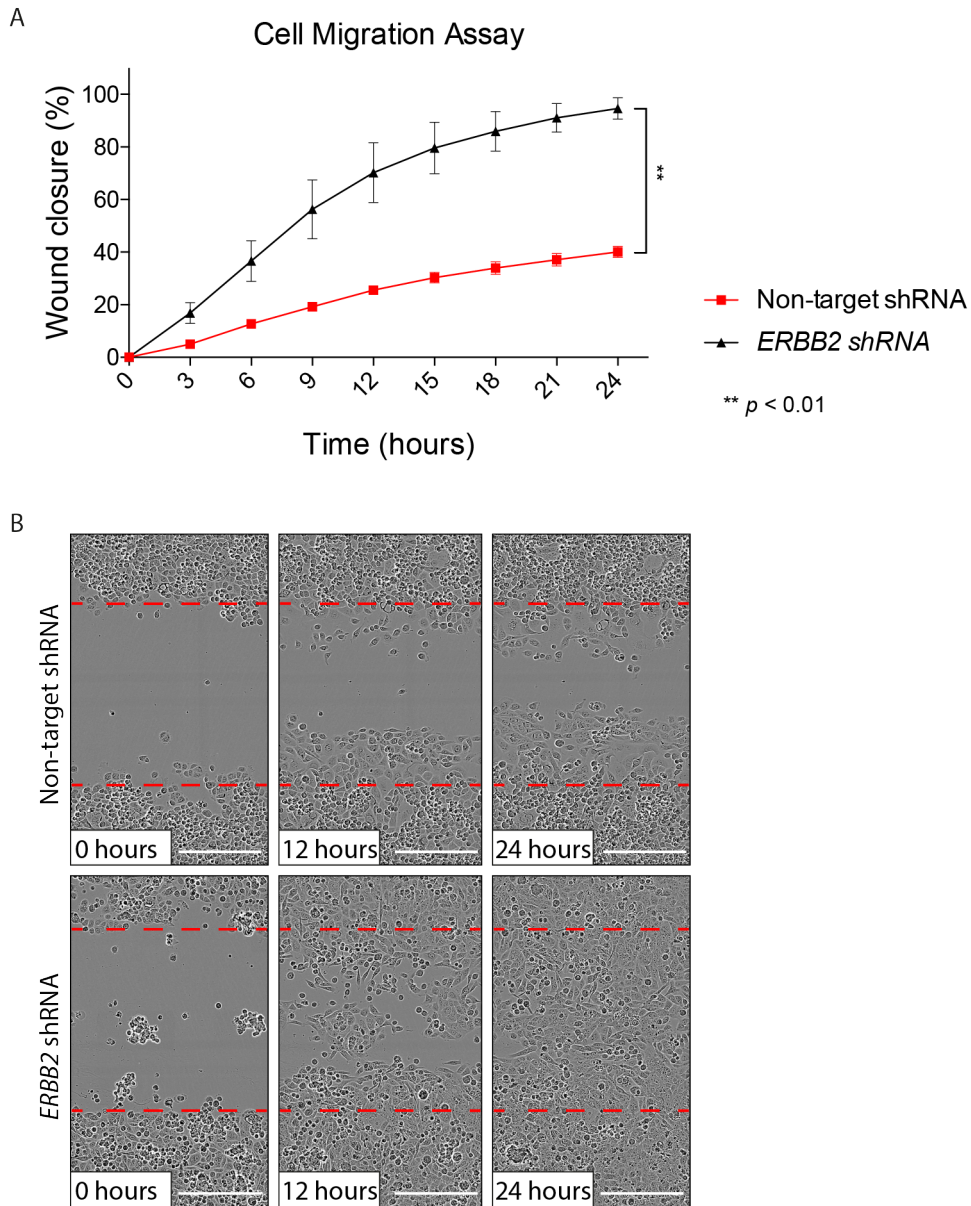 A
Cell Migration Assay
Wound closure (%)
100
80
60
40
20
0
0 3 6 9 12 15 18 21 24
Time (hours)
**
Non-target shRNA
ERBB2 shRNA
** p < 0.01
B
Non-target shRNA
0 hours
12 hours
24 hours
ERBB2 shRNA
0 hours
12 hours
24 hours